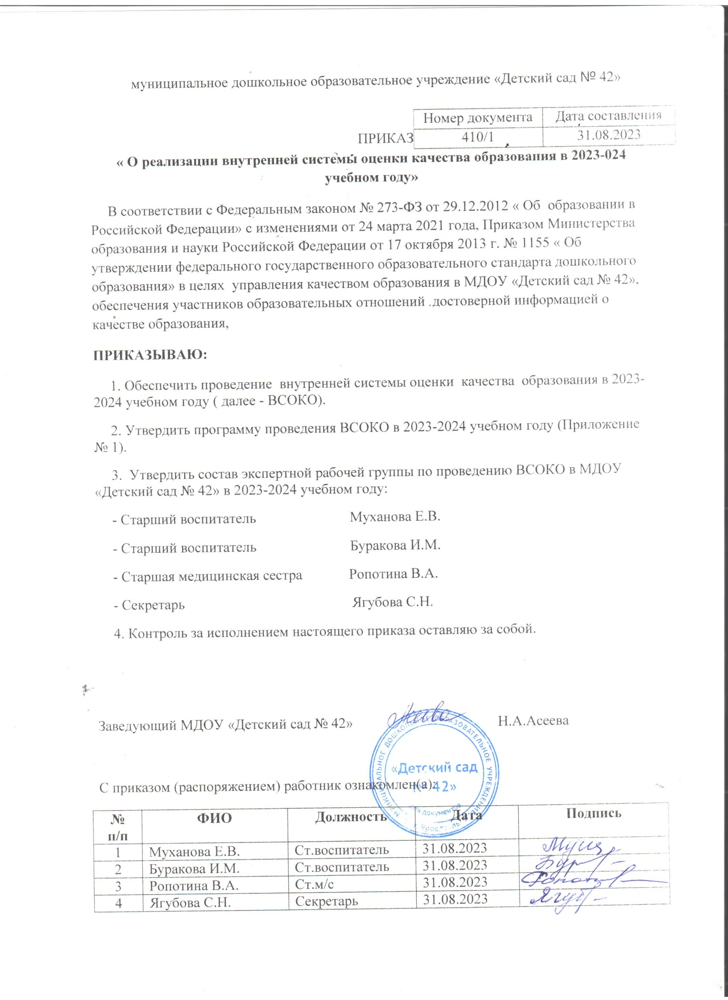 муниципальное дошкольное образовательное учреждение «Детский сад № 42»
Номер документа Дата составления
ПРИКАЗ 410/1 31.08.2023
« О реализации внутренней системы оценки качества образования в 2023-024
учебном году»
В соответствии с Федеральным законом № 273-ФЗ от 29.12.2012 « Об образовании в
Российской Федерации» с изменениями от 24 марта 2021 года, Приказом Министерства
образования и науки Российской Федерации от 17 октября 2013 г. № 1155 « Об
утверждении федерального государственного образовательного стандарта дошкольного
образования» в целях управления качеством образования в МДОУ «Детский сад № 42»,
обеспечения участников образовательных отношений .достоверной информацией о
качестве образования,
ПРИКАЗЫВАЮ:
1. Обеспечить проведение внутренней системы оценки качества образования в 2023-
2024 учебном году ( далее - ВСОКО).
2. Утвердить программу проведения ВСОКО в 2023-2024 учебном году (Приложение
№ 1).
3. Утвердить состав экспертной рабочей группы по проведению ВСОКО в МДОУ
«Детский сад № 42» в 2023-2024 учебном году:
- Старший воспитатель Муханова Е.В.
- Старший воспитатель Буракова И.М.
- Старшая медицинская сестра Ропотина В.А.
- Секретарь Ягубова С.Н.
4. Контроль за исполнением настоящего приказа оставляю за собой.
Заведующий МДОУ «Детский сад № 42» Н.А.Асеева
МУНИЦИПАЛЬНОЕ ДОШКОЛЬНОЕ ОБРАЗОВАТЕЛЬНОЕ УЧРЕЖДЕНИЕ
«Детский сад
№ 42»
для документов
С приказом (распоряжением) работник ознакомлен(а):
№ ФИО Должность Дата Подпись
п/п
1 Муханова Е.В. Ст.воспитатель 31.08.2023
2 Буракова И.М. Ст.воспитатель 31.08.2023
3 Ропотина В.А. Ст.м/с 31.08.2023
4 Ягубова С.Н. Секретарь 31.08.2023